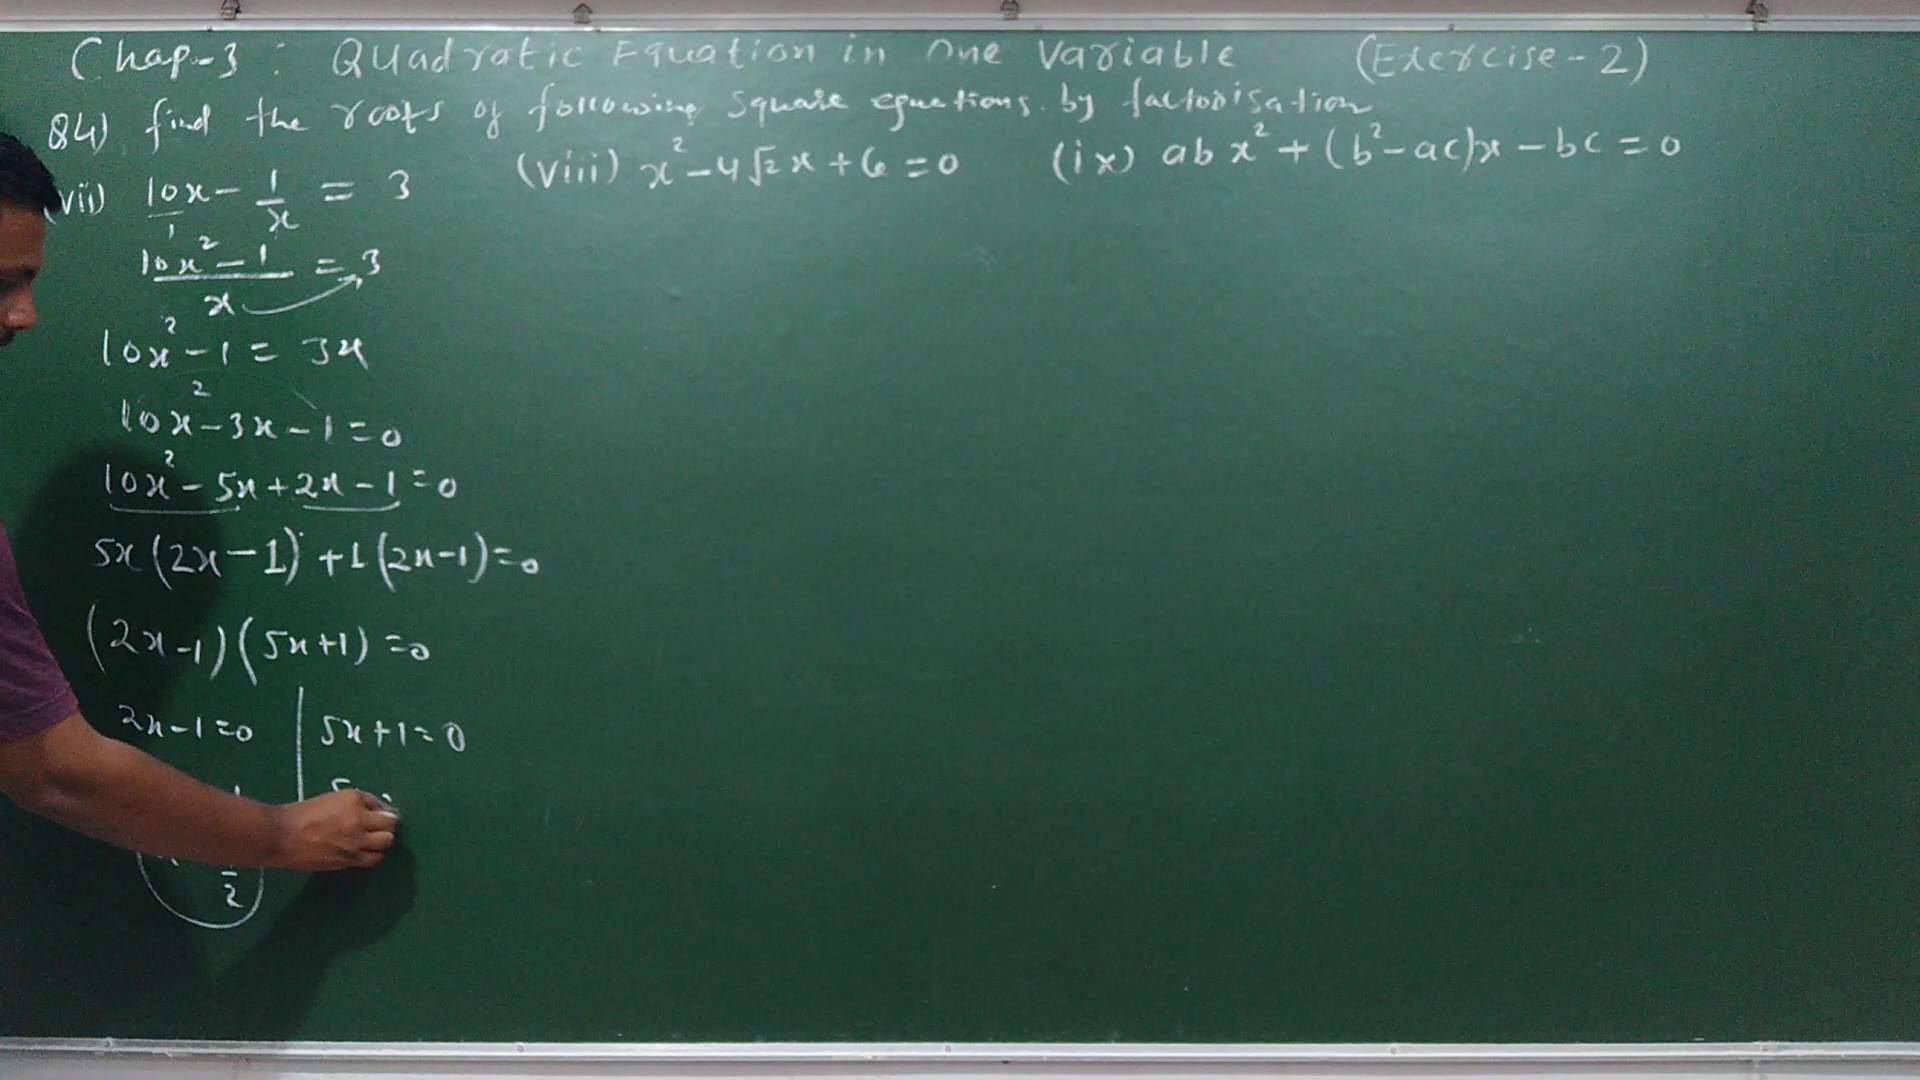 Chap-3: Quadratic Equation in One Variable (Exercise-2)
Q4) find the roots of following square equations by factorisation
(vii) 10x/1 - 1/x = 3
(viii) x² - 4√2 x + 6 = 0
(ix) abx² + (b² - ac)x - bc = 0
(10x² - 1)/x = 3
10x² - 1 = 3x
10x² - 3x - 1 = 0
10x² - 5x + 2x - 1 = 0
5x(2x - 1) + 1(2x - 1) = 0
(2x - 1)(5x + 1) = 0
2x - 1 = 0 | 5x + 1 = 0